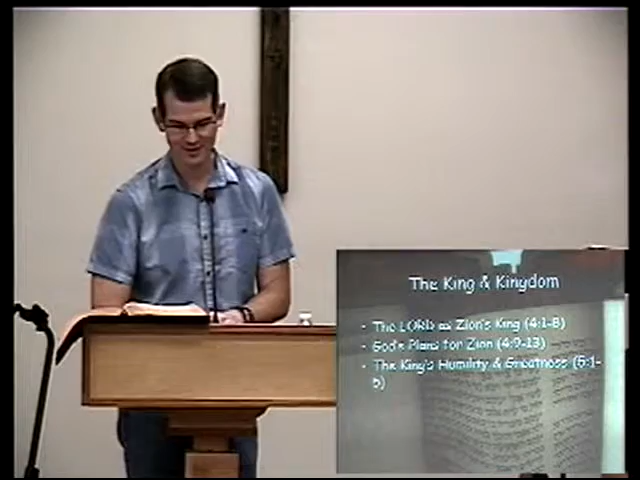 The King & Kingdom
- The LORD as Zion's King (4:1-8)
- God's Plans for Zion (4:9-13)
- The King's Humility & Greatness (5:1-
6)